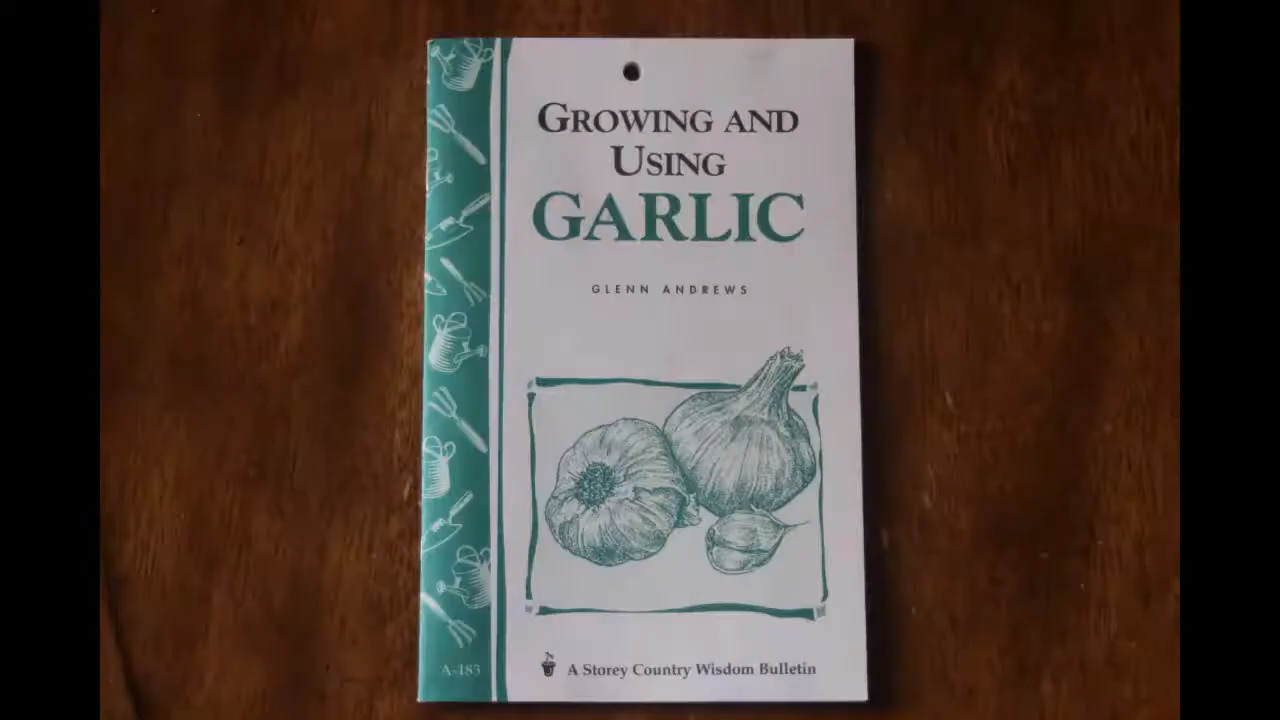 GROWING AND
USING
GARLIC
GLENN ANDREWS
A-183
A Storey Country Wisdom Bulletin